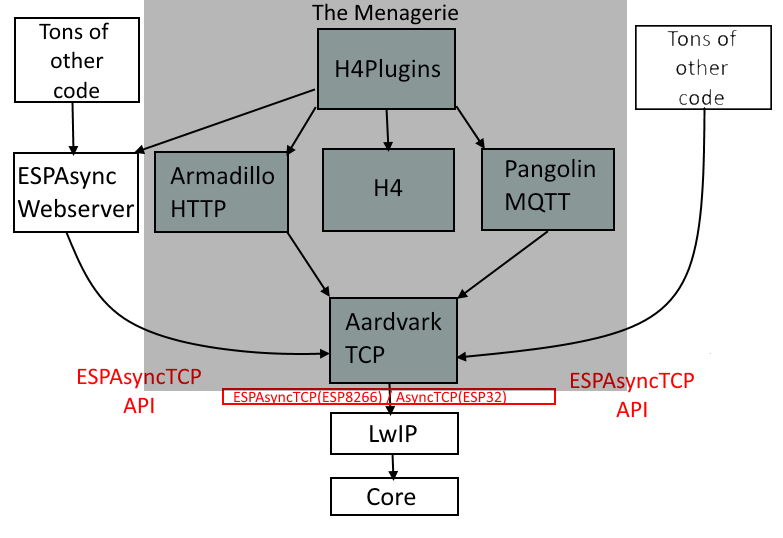 The Menagerie
Tons of
other
code
H4Plugins
Tons of
other
code
ESPAsync
Webserver
Armadillo
HTTP
H4
Pangolin
MQTT
Aardvark
TCP
ESPAsyncTCP
API
ESPAsyncTCP
API
ESPAsyncTCP(ESP8266) / AsyncTCP(ESP32)
LwIP
Core